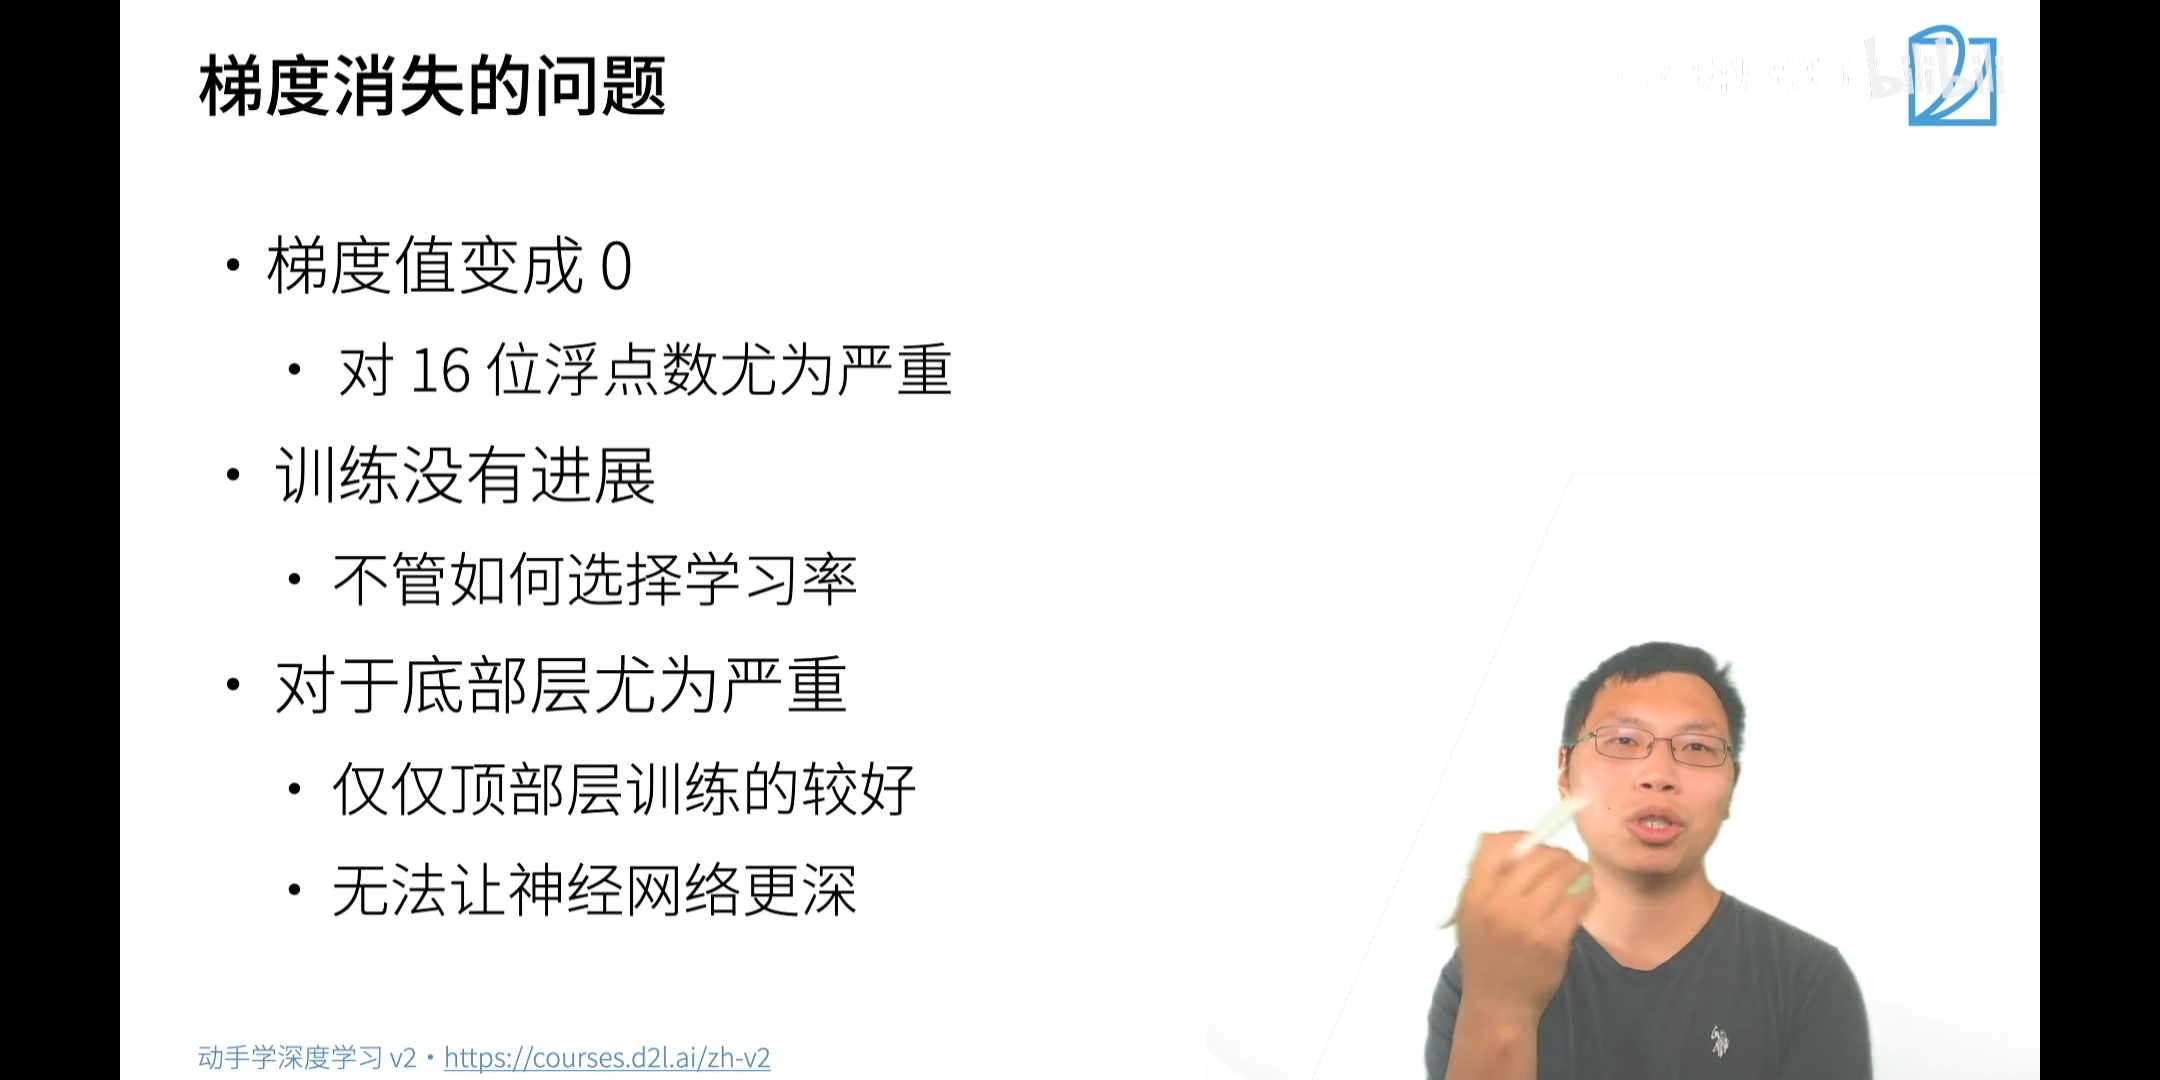 梯度消失的问题
bilibili
• 梯度值变成 0
• 对 16 位浮点数尤为严重
• 训练没有进展
• 不管如何选择学习率
• 对于底部层尤为严重
• 仅仅顶部层训练的较好
• 无法让神经网络更深
动手学深度学习 v2 • https://courses.d2l.ai/zh-v2